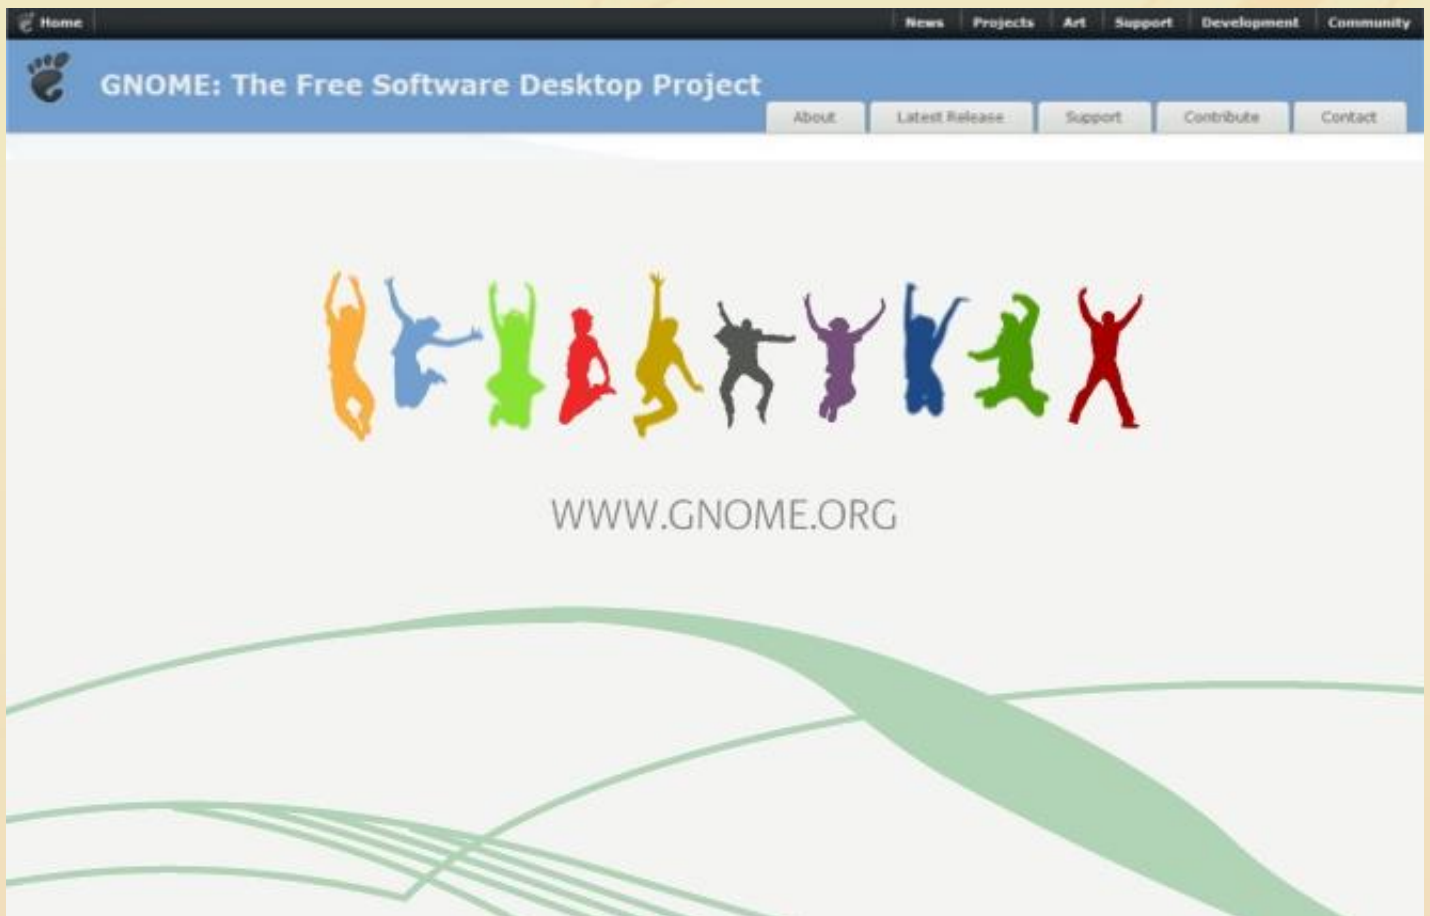 Home News Projects Art Support Development Community
GNOME: The Free Software Desktop Project
About Latest Release Support Contribute Contact
WWW.GNOME.ORG